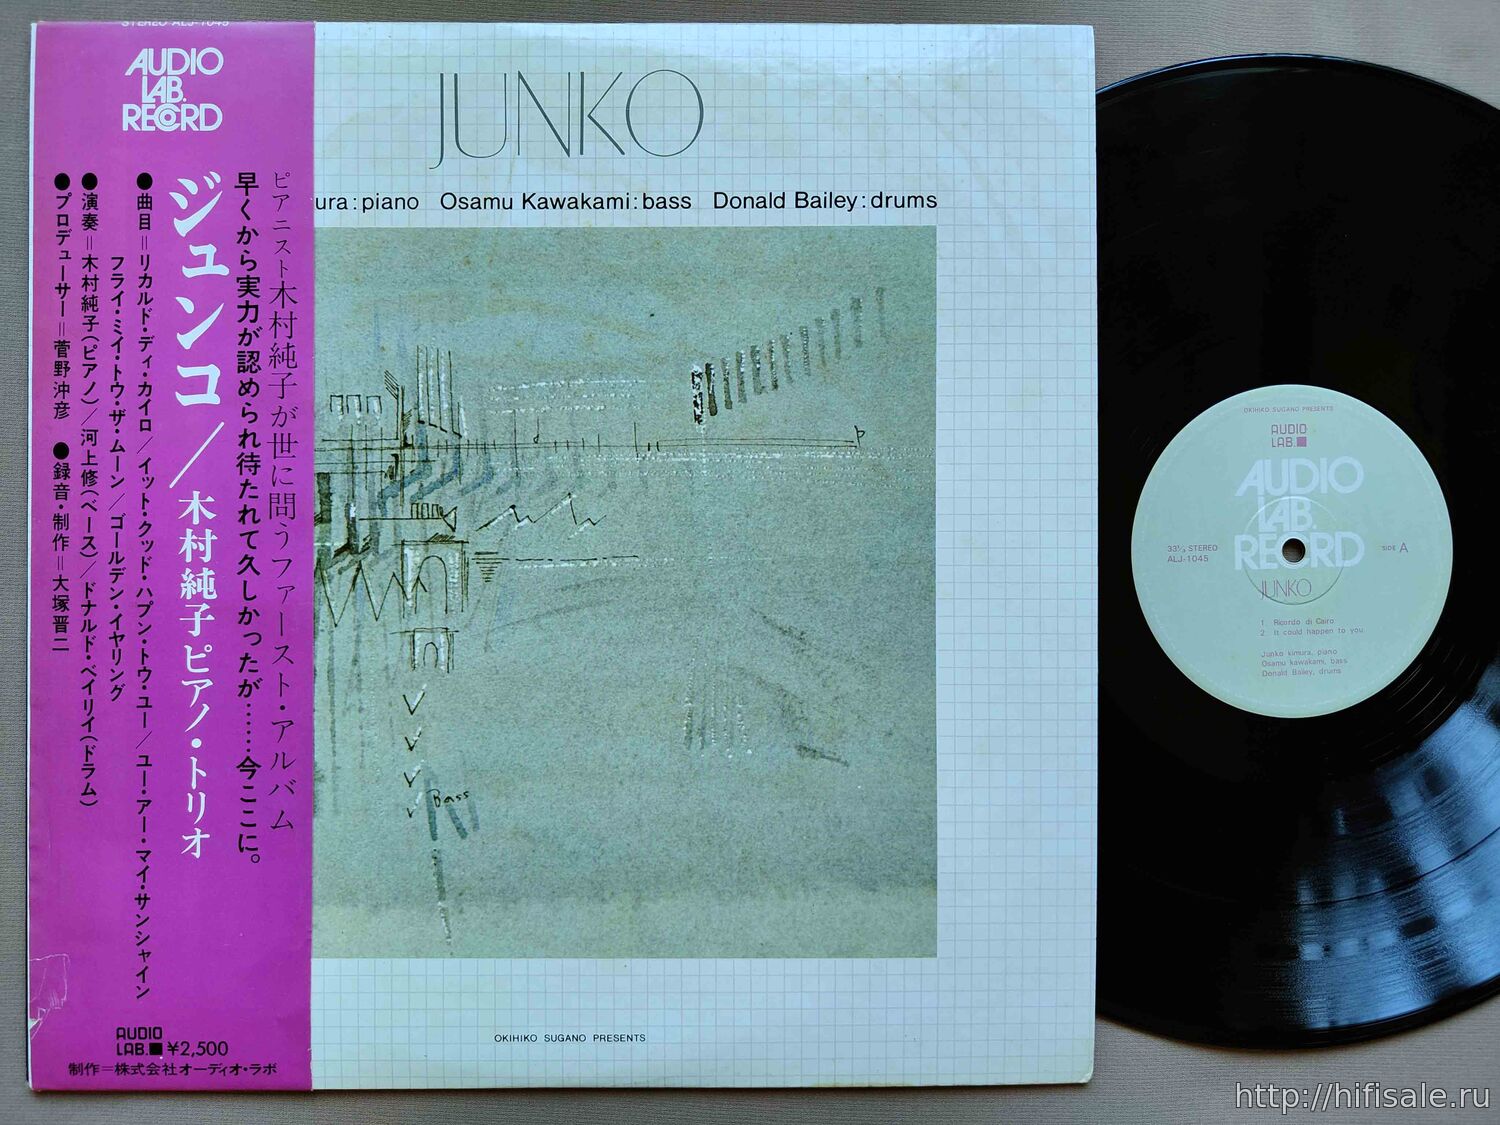 STEREO ALJ-1045
AUDIO
LAB.
RECORD
ピアニスト木村純子が世に問うファースト・アルバム
早くから実力が認められ待たれて久しかったが……今ここに。
ジュンコ／木村純子ピアノ・トリオ
●曲目＝リカルド・ディ・カイロ／イット・クッド・ハプン・トウ・ユー／ユー・アー・マイ・サンシャイン
フライ・ミイ・トウ・ザ・ムーン／ゴールデン・イヤリング
●演奏＝木村純子(ピアノ)／河上修(ベース)／ドナルド・ベイリイ(ドラム)
●プロデューサー＝菅野沖彦 ●録音・制作＝大塚晋二
AUDIO
LAB.■ ¥2,500
制作＝株式会社オーディオ・ラボ
JUNKO
ura:piano Osamu Kawakami:bass Donald Bailey:drums
Bass
OKIHIKO SUGANO PRESENTS
OKIHIKO SUGANO PRESENTS
AUDIO
LAB.■
AUDIO
LAB.
RECORD
33⅓ STEREO
ALJ-1045
SIDE A
JUNKO
1. Ricordo di Cairo
2. It could happen to you
Junko kimura, piano
Osamu kawakami, bass
Donald Bailey, drums
http://hifisale.ru